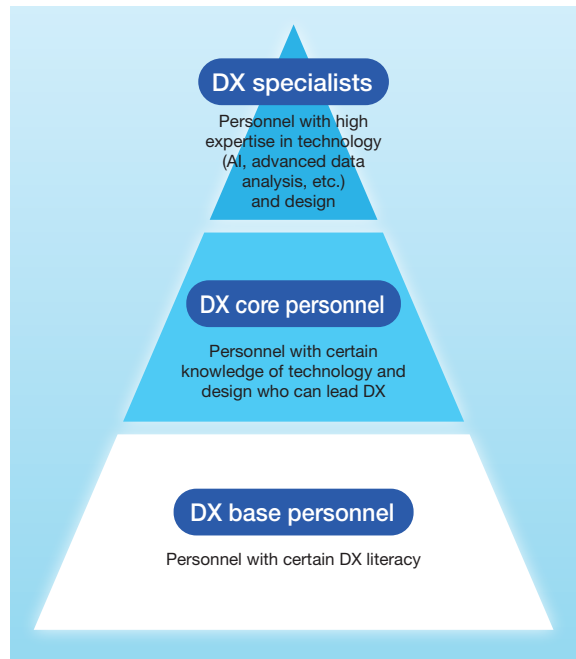 DX specialists
Personnel with high
expertise in technology
(AI, advanced data
analysis, etc.)
and design
DX core personnel
Personnel with certain
knowledge of technology and
design who can lead DX
DX base personnel
Personnel with certain DX literacy